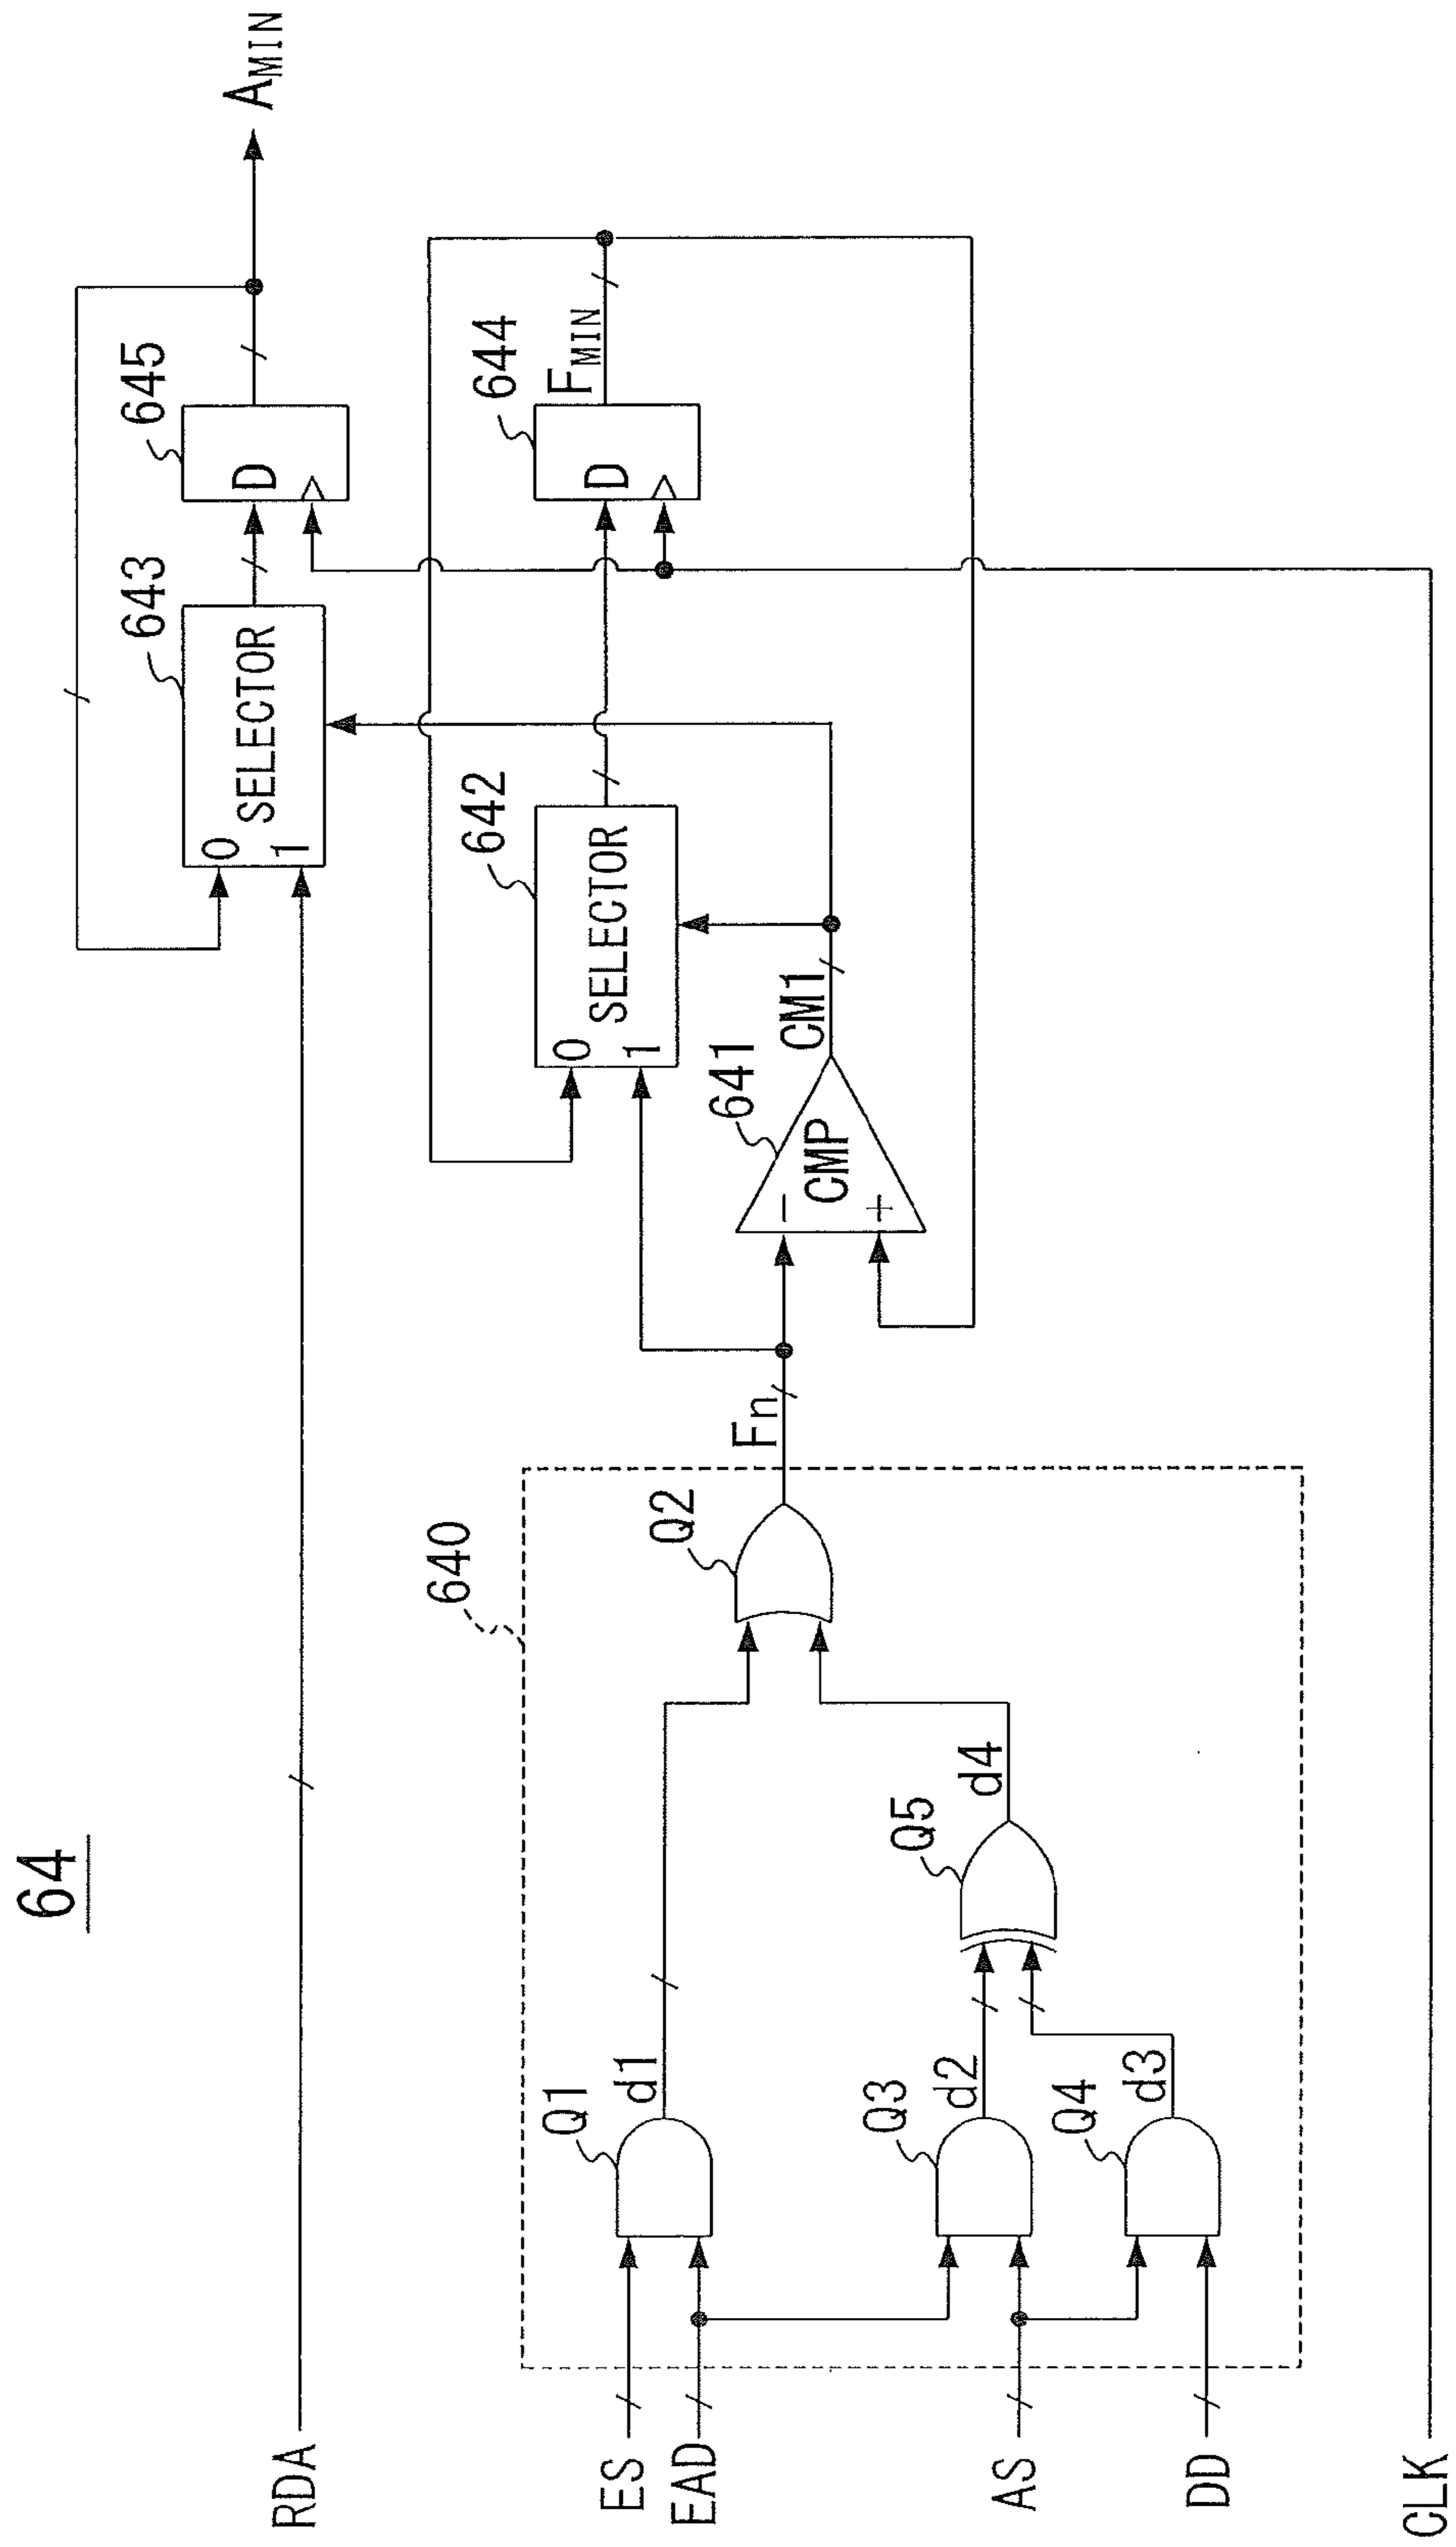 64
RDA
643
0
1
SELECTOR
645
D
AMIN
642
0
1
SELECTOR
644
D
FMIN
641
CMP
−
+
CM1
Fn
640
Q1
d1
Q2
Q3
d2
Q4
d3
Q5
d4
ES
EAD
AS
DD
CLK